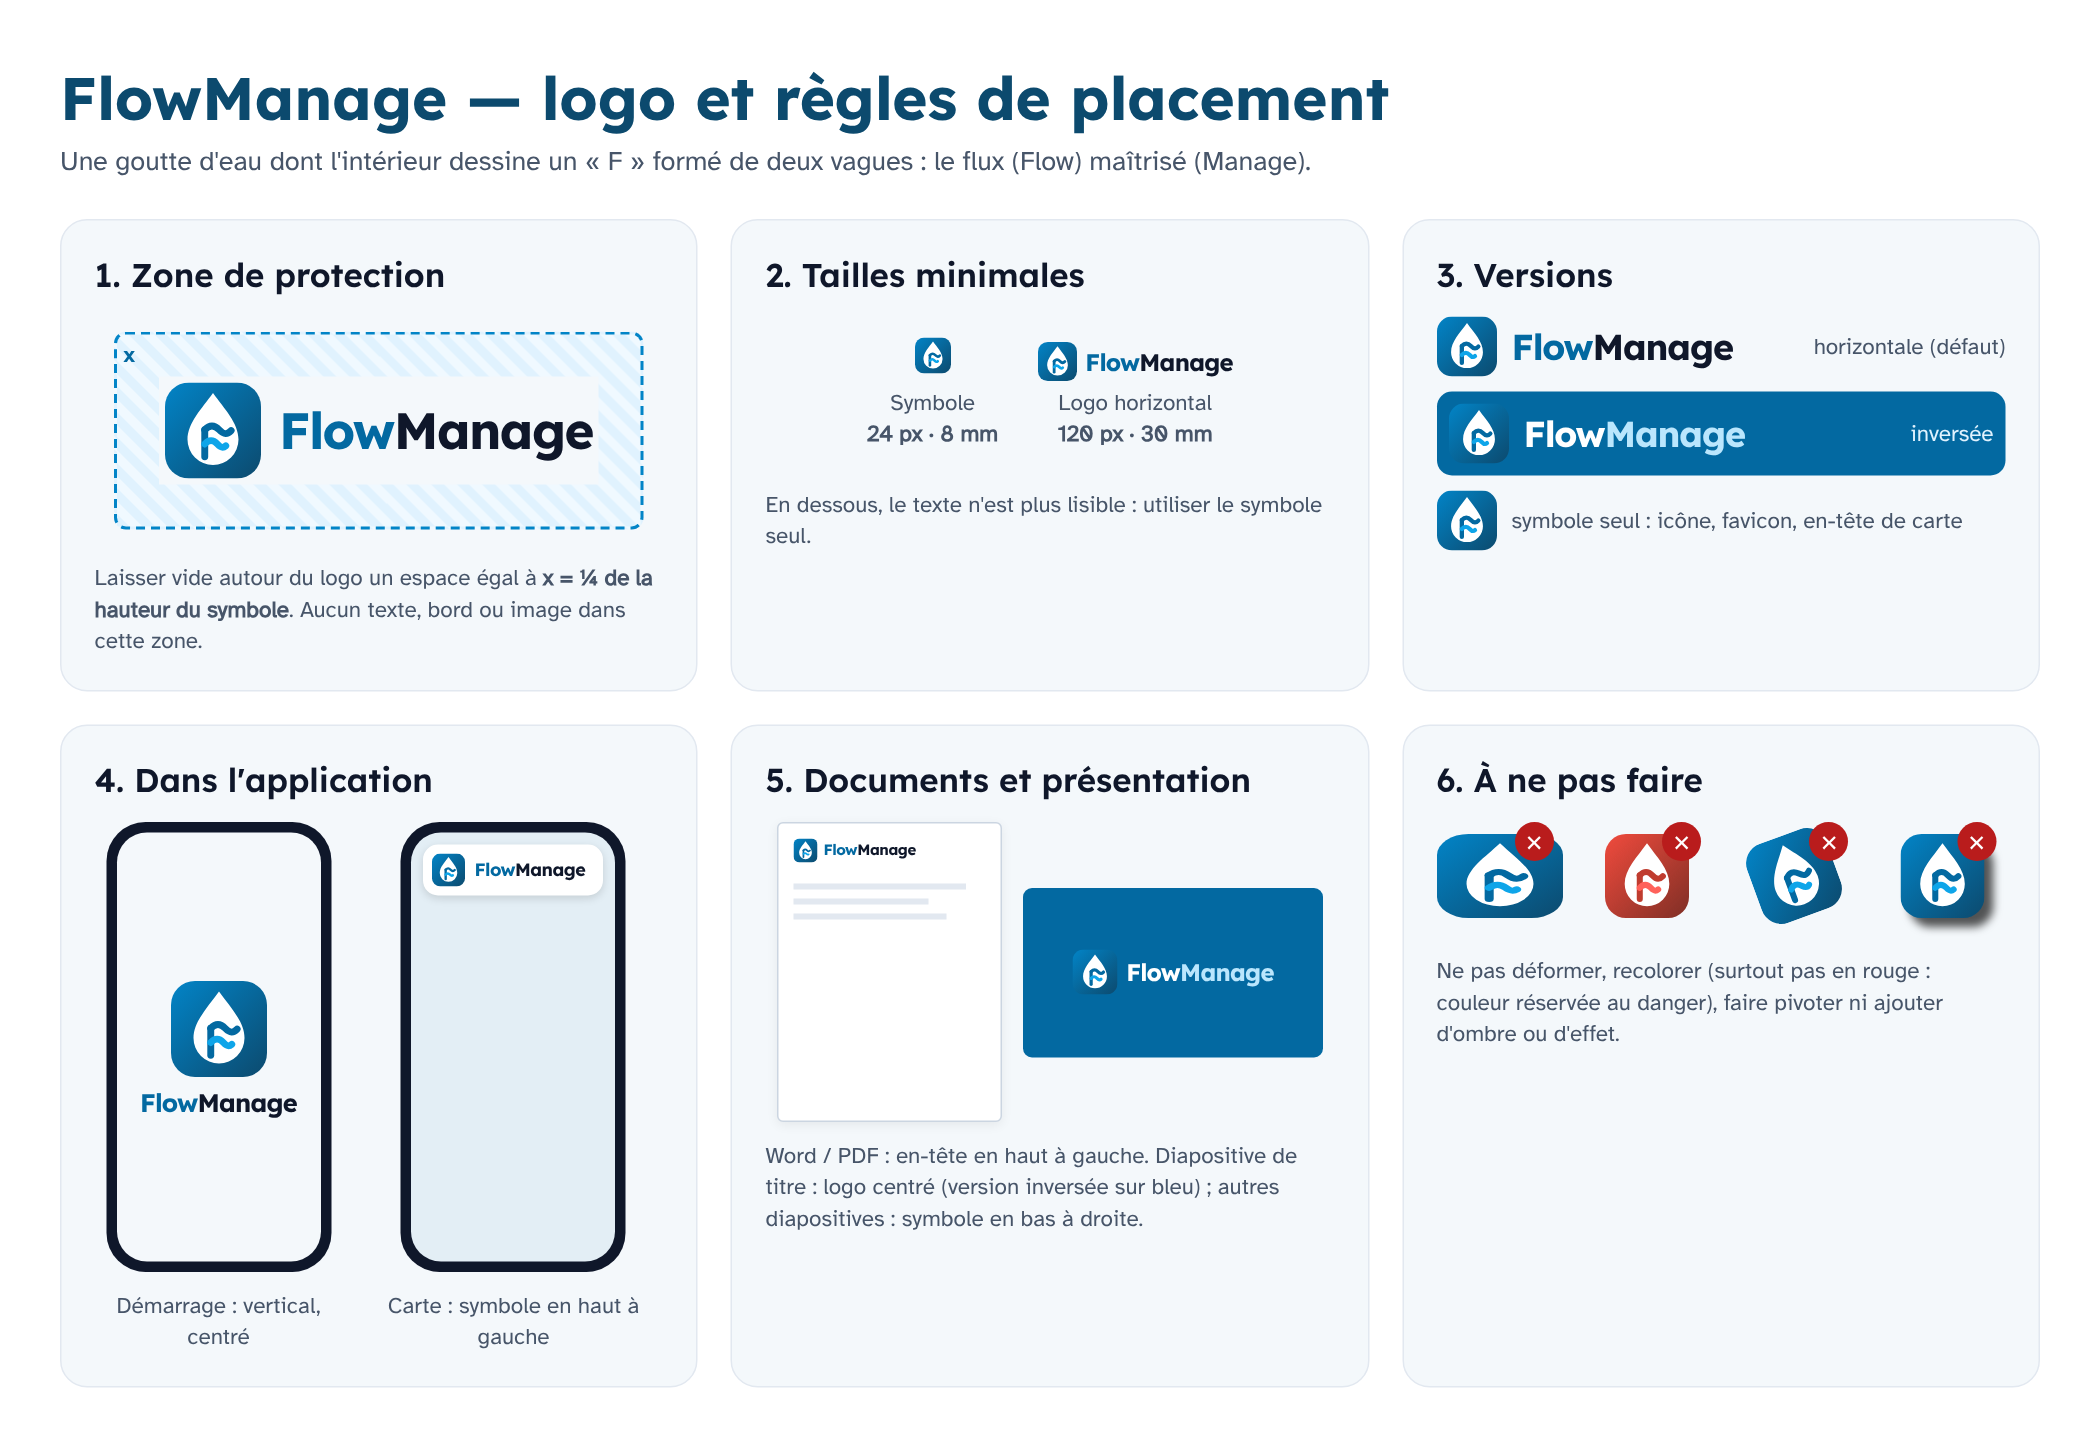 FlowManage — logo et règles de placement
Une goutte d'eau dont l'intérieur dessine un « F » formé de deux vagues : le flux (Flow) maîtrisé (Manage).
1. Zone de protection
x
FlowManage
Laisser vide autour du logo un espace égal à x = ¼ de la
hauteur du symbole. Aucun texte, bord ou image dans
cette zone.
2. Tailles minimales
FlowManage
Symbole
24 px · 8 mm
Logo horizontal
120 px · 30 mm
En dessous, le texte n'est plus lisible : utiliser le symbole
seul.
3. Versions
FlowManage
horizontale (défaut)
FlowManage
inversée
symbole seul : icône, favicon, en-tête de carte
4. Dans l'application
FlowManage
FlowManage
Démarrage : vertical,
centré
Carte : symbole en haut à
gauche
5. Documents et présentation
FlowManage
FlowManage
Word / PDF : en-tête en haut à gauche. Diapositive de
titre : logo centré (version inversée sur bleu) ; autres
diapositives : symbole en bas à droite.
6. À ne pas faire
Ne pas déformer, recolorer (surtout pas en rouge :
couleur réservée au danger), faire pivoter ni ajouter
d'ombre ou d'effet.